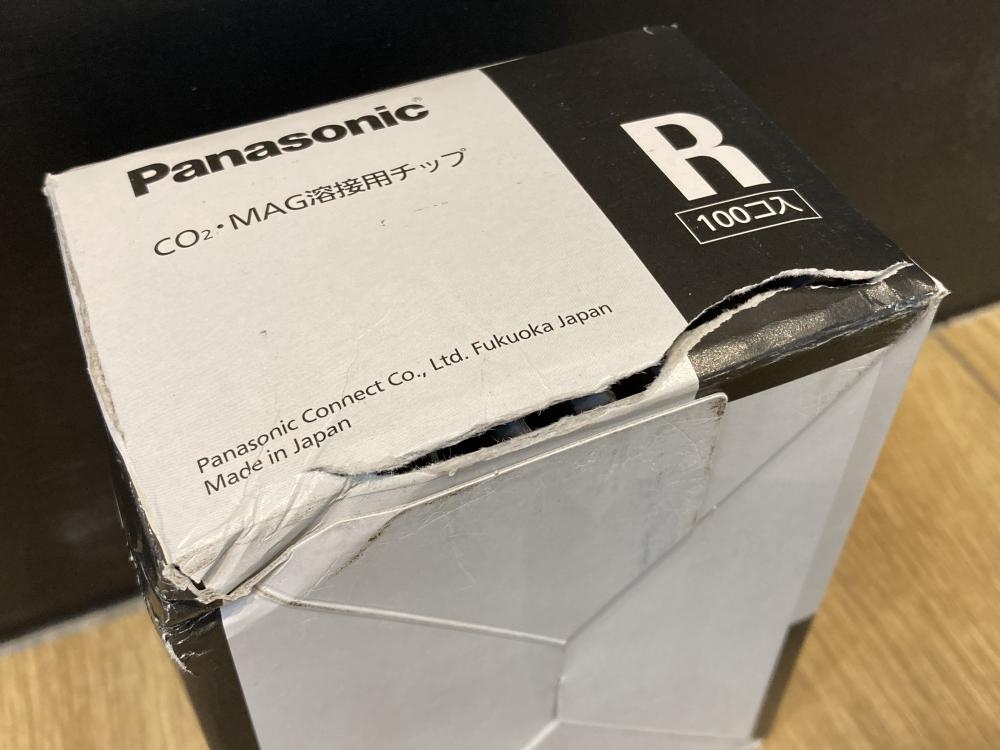 Panasonic
CO₂・MAG溶接用チップ
R
100コ入
Panasonic Connect Co., Ltd. Fukuoka Japan
Made in Japan